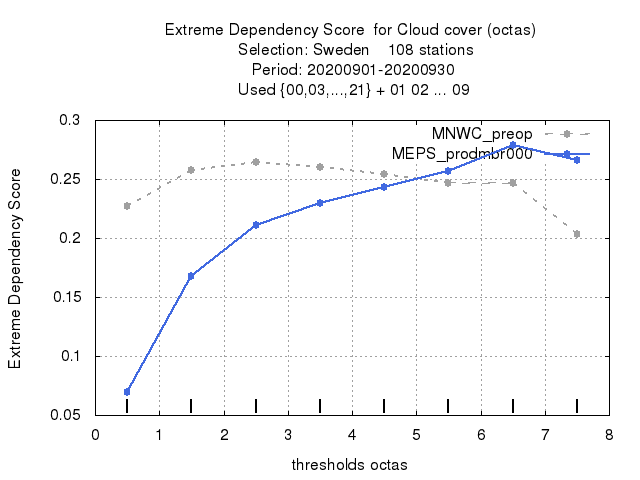 Extreme Dependency Score  for Cloud cover (octas)
Selection: Sweden    108 stations
Period: 20200901-20200930
Used {00,03,...,21} + 01 02 ... 09
MNWC_preop
MEPS_prodmbr000
Extreme Dependency Score
0.3
0.25
0.2
0.15
0.1
0.05
0 1 2 3 4 5 6 7 8
thresholds octas